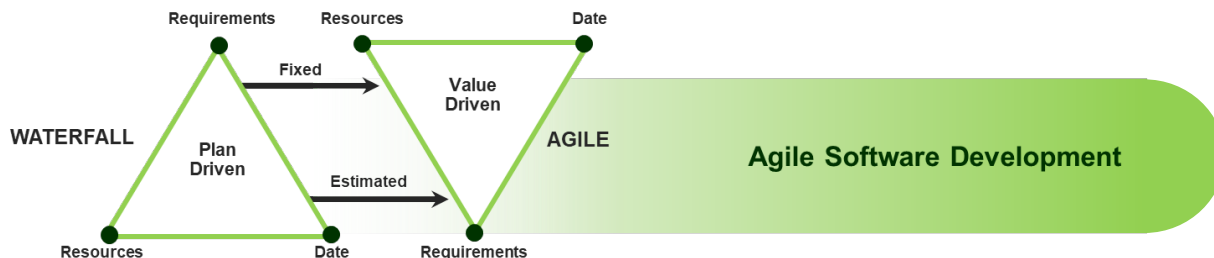 Requirements
Resources
Date
Fixed
Value
Driven
WATERFALL
AGILE
Plan
Driven
Agile Software Development
Estimated
Resources
Date
Requirements